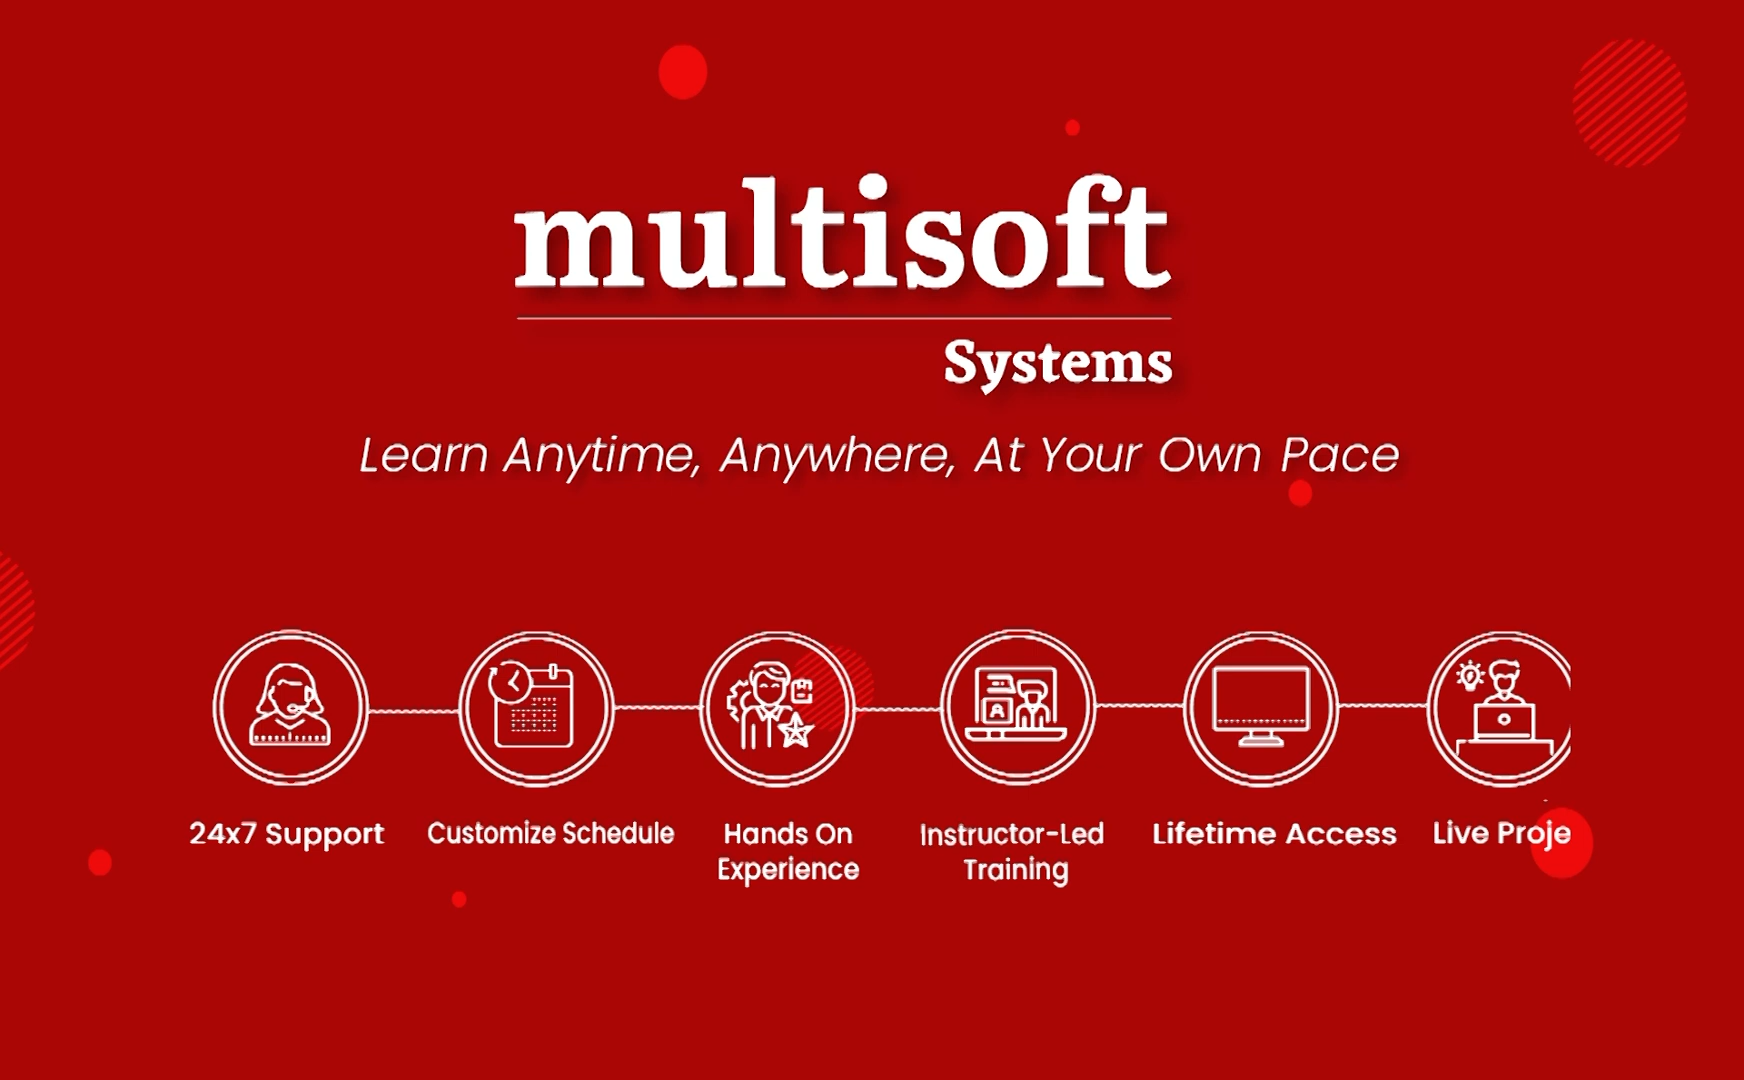 multisoft
Systems
Learn Anytime, Anywhere, At Your Own Pace
24x7 Support
Customize Schedule
Hands On
Experience
Instructor-Led
Training
Lifetime Access
Live Proje